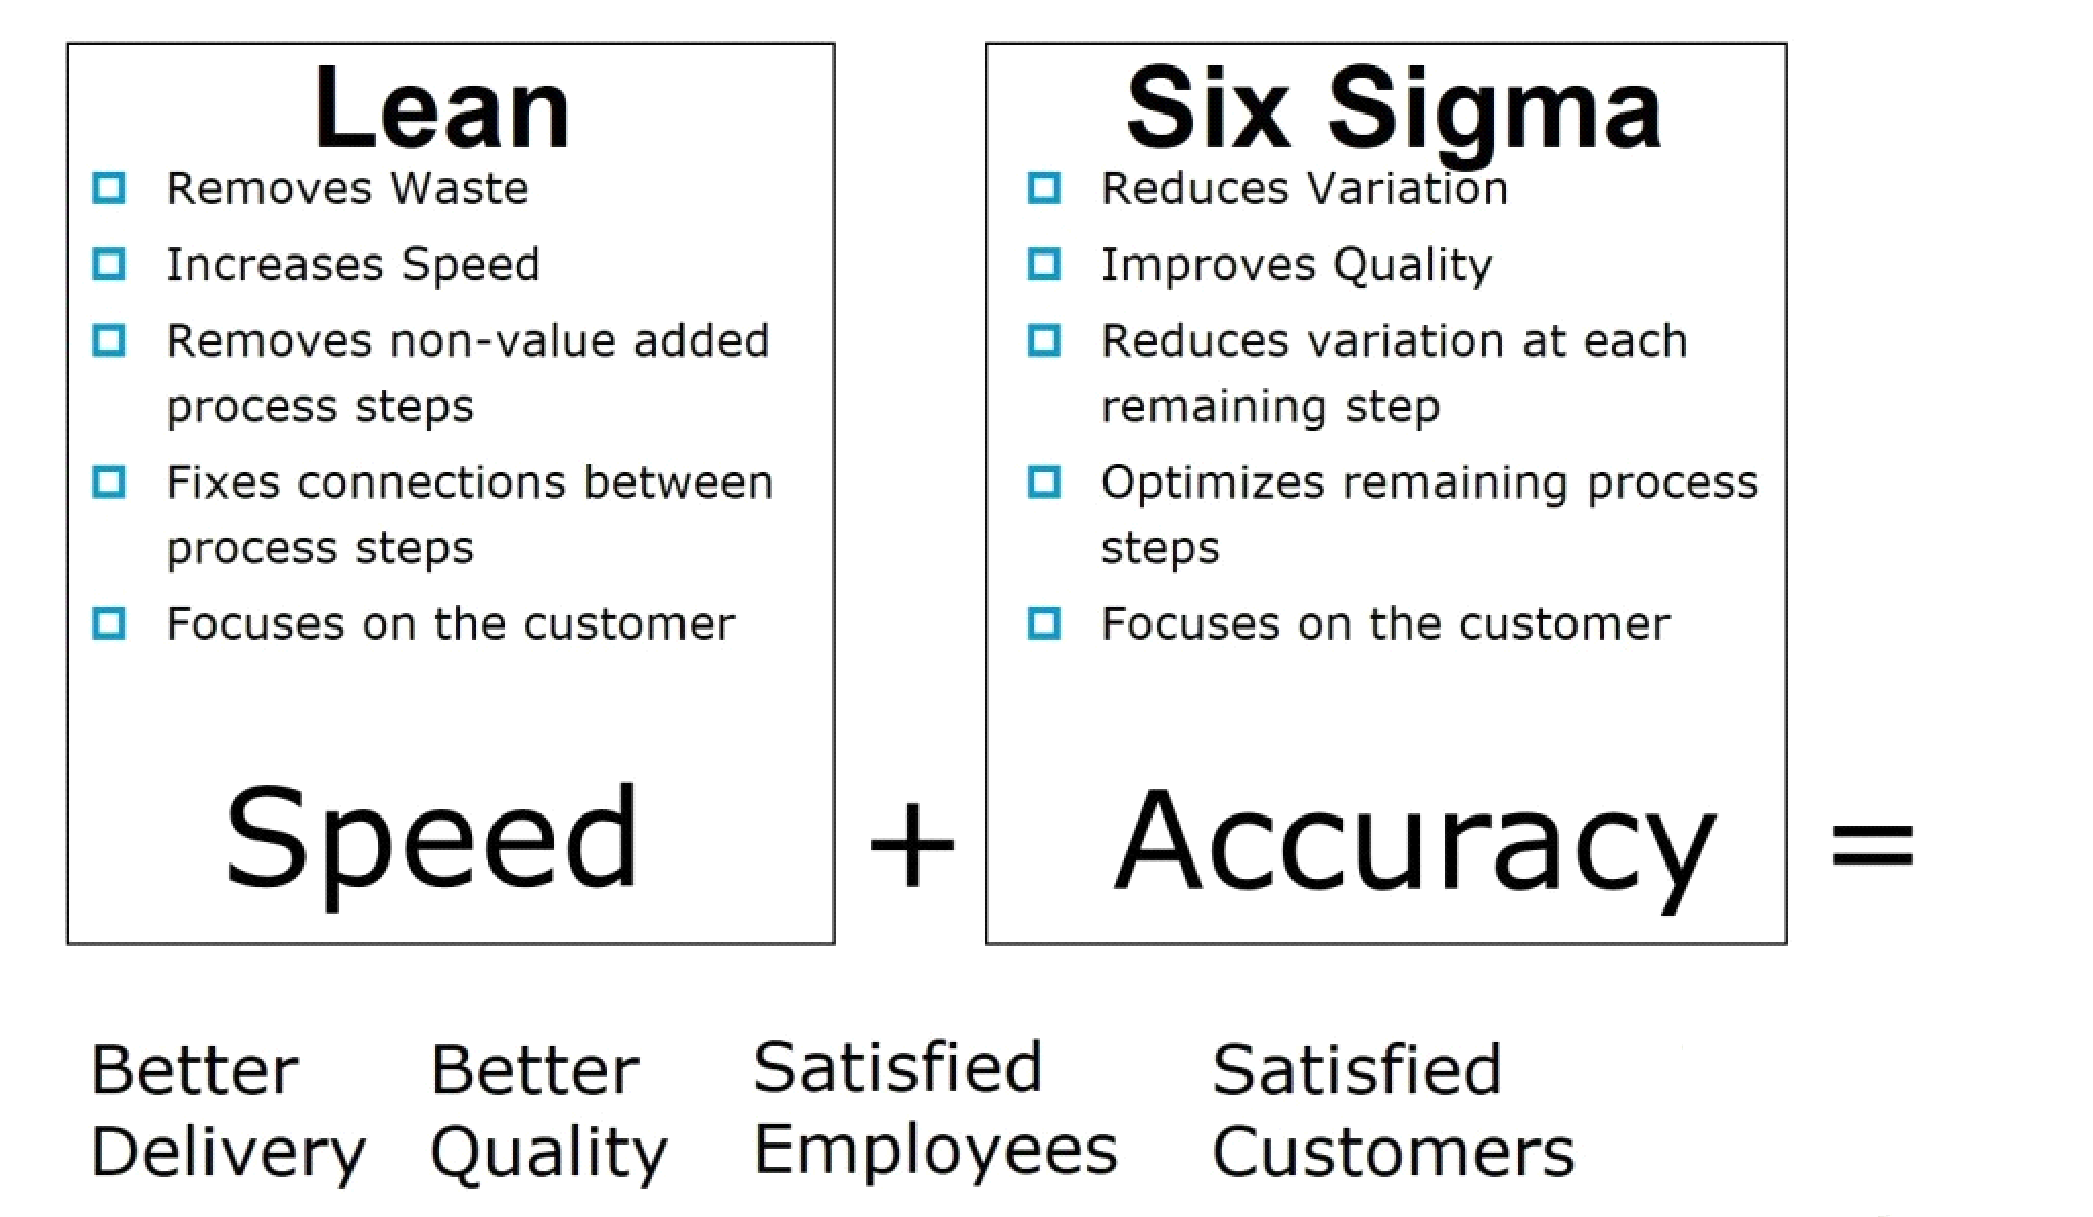 Lean
Removes Waste
Increases Speed
Removes non-value added
process steps
Fixes connections between
process steps
Focuses on the customer
Speed
+
Six Sigma
Reduces Variation
Improves Quality
Reduces variation at each
remaining step
Optimizes remaining process
steps
Focuses on the customer
Accuracy
=
Better
Delivery
Better
Quality
Satisfied
Employees
Satisfied
Customers